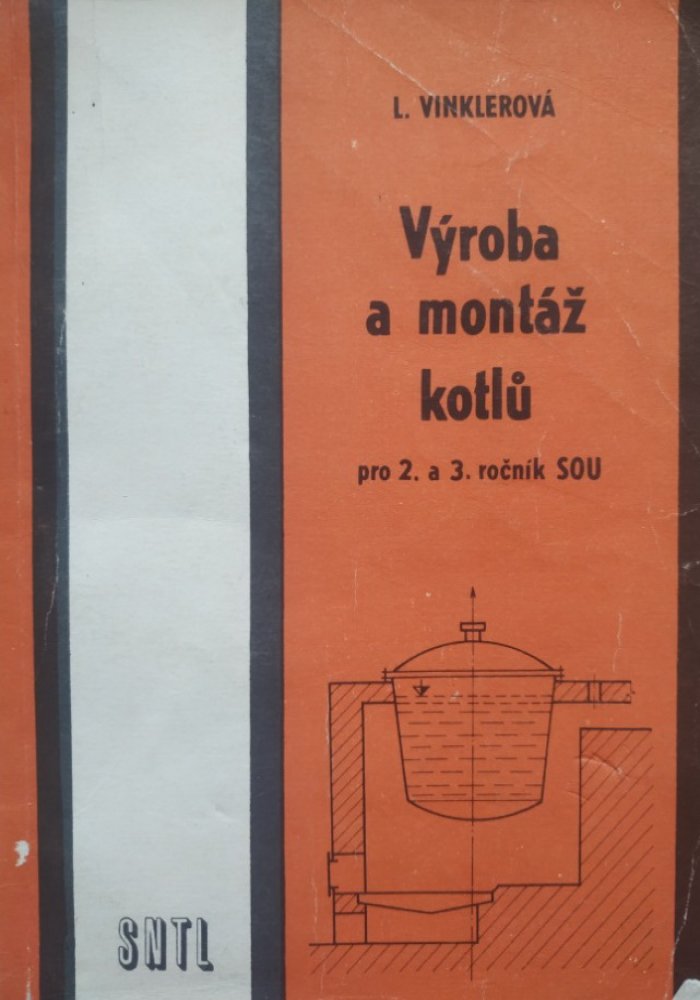 L. VINKLEROVÁ
Výroba
a montáž
kotlů
pro 2. a 3. ročník SOU
SNTL